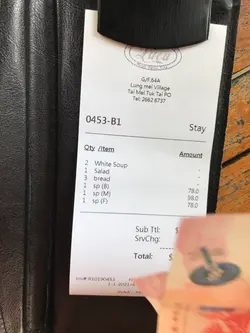 G/F,64A
Lung mei Village
Tai Mei Tuk Tai PO
Tel: 2662 6737
0453-B1 Stay
Qty /Item Amount
2 White Soup -
1 Salad -
3 bread -
1 sp (B) 78.0
1 sp (M) 98.0
1 sp (F) 78.0
Sub Ttl: $
SrvChg:
Total: $